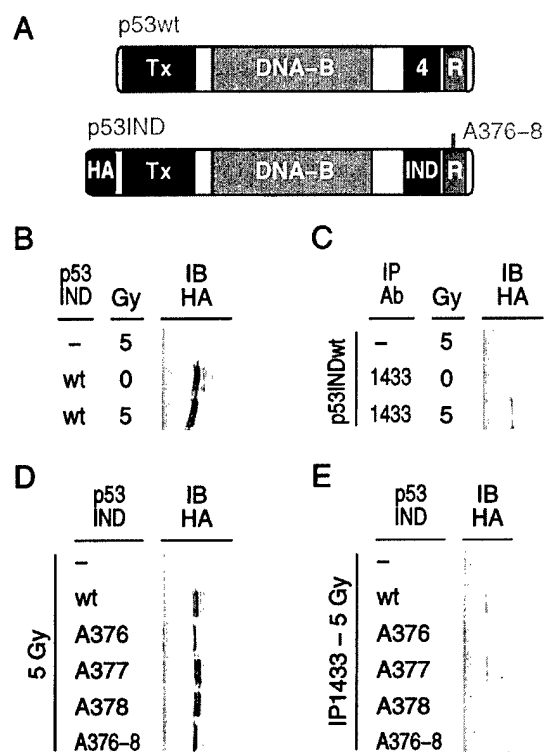 A
p53wt
Tx DNA-B 4 R
p53IND
A376-8
HA Tx DNA-B IND R
B
p53 IND Gy IB HA
- 5
wt 0
wt 5
C
IP Ab Gy IB HA
p53INDwt
- 5
1433 0
1433 5
D
p53 IND IB HA
5 Gy
-
wt
A376
A377
A378
A376-8
E
p53 IND IB HA
IP1433 - 5 Gy
-
wt
A376
A377
A378
A376-8